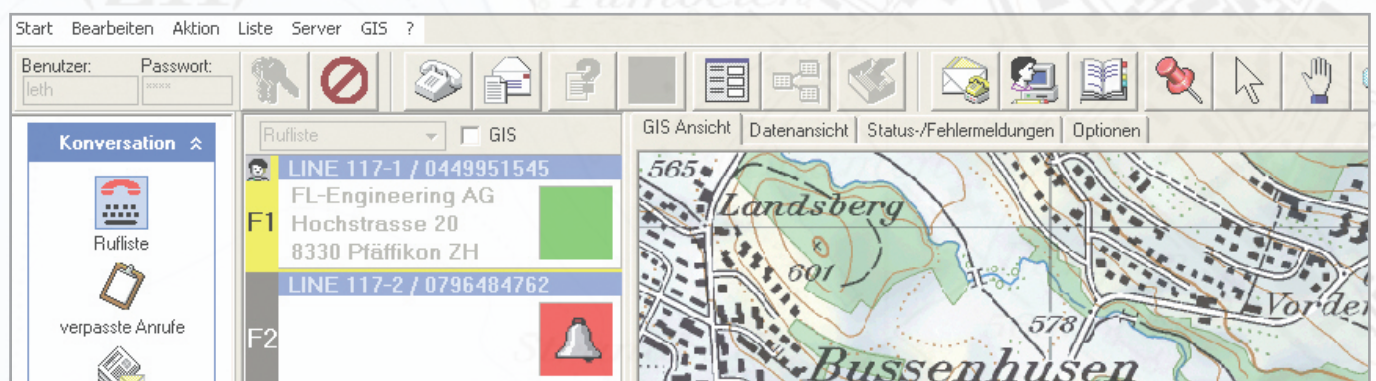 Start Bearbeiten Aktion Liste Server GIS ?
Benutzer: Passwort:
leth xxxx
Konversation
Rufliste
verpasste Anrufe
Rufliste GIS
LINE 117-1 / 0449951545
F1
FL-Engineering AG
Hochstrasse 20
8330 Pfäffikon ZH
LINE 117-2 / 0796484762
F2
GIS Ansicht Datenansicht Status-/Fehlermeldungen Optionen
565
Landsberg
601
Vorder
578
Bussenhusen